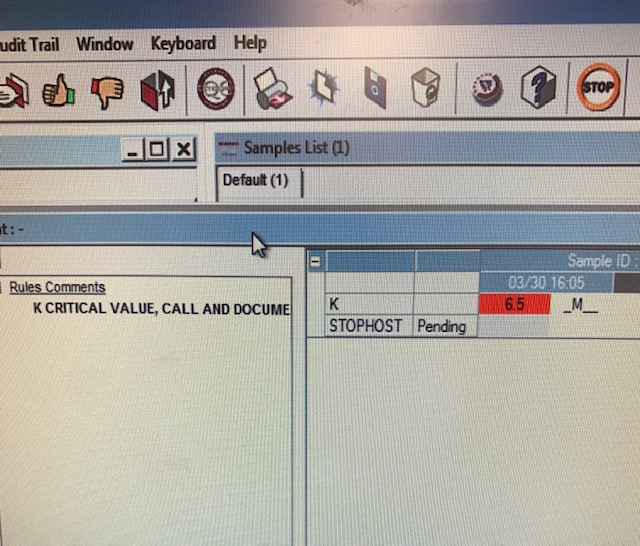 udit Trail Window Keyboard Help
STOP
Samples List (1)
Default (1)
t : -
Sample ID :
Rules Comments
03/30 16:05
K CRITICAL VALUE, CALL AND DOCUME
K 6.5 _M__
STOPHOST Pending